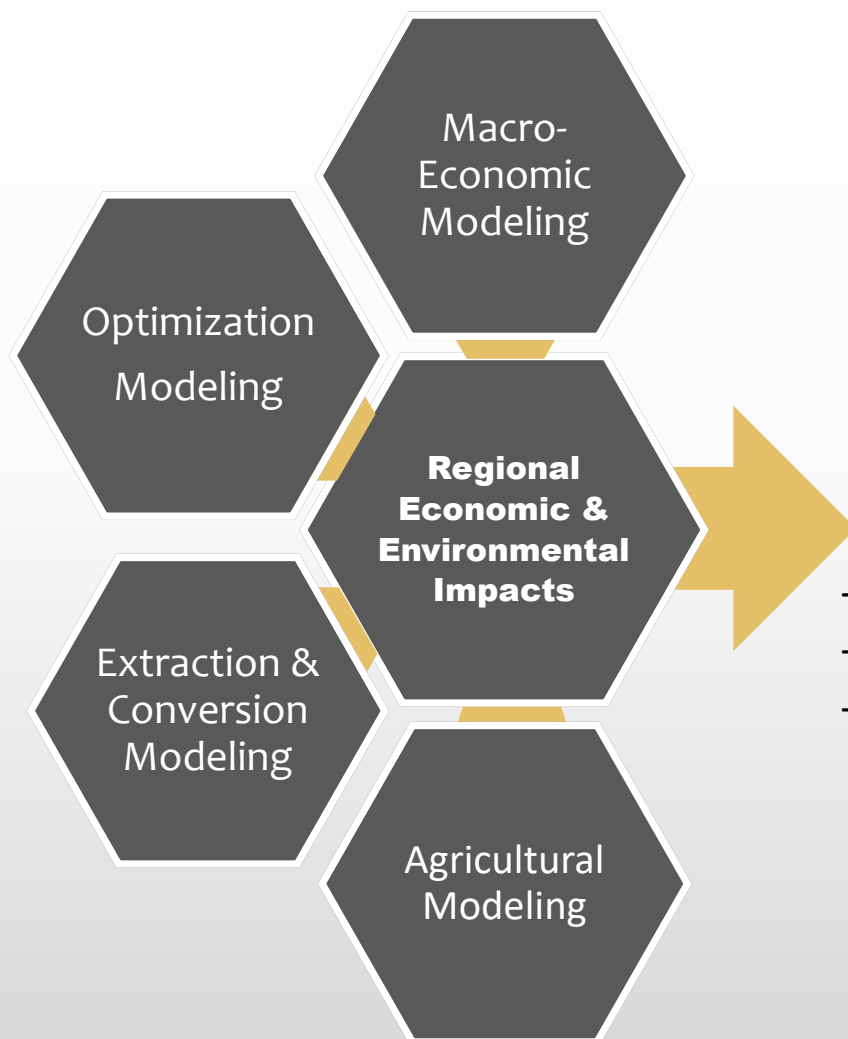 Macro-
Economic
Modeling
Optimization
Modeling
Regional
Economic &
Environmental
Impacts
Extraction &
Conversion
Modeling
Agricultural
Modeling